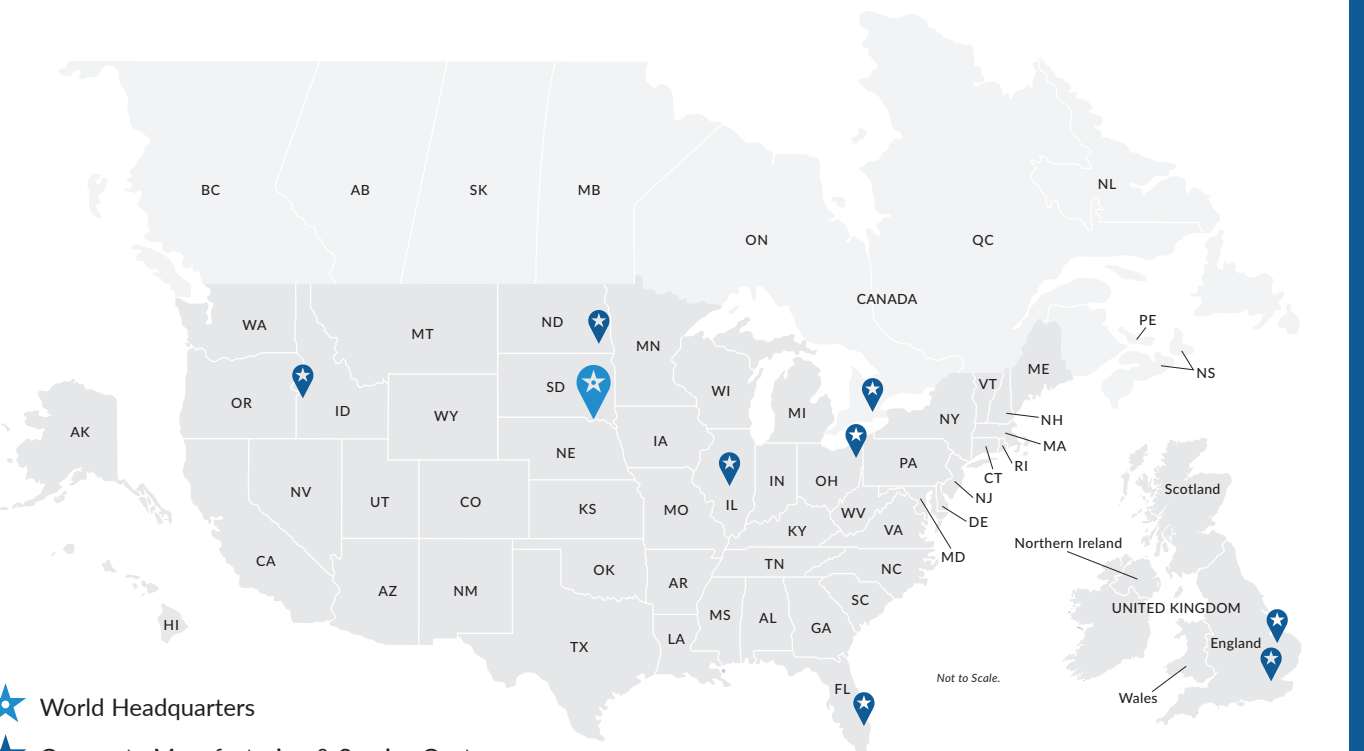 NL
BC
AB
SK
MB
ON
QC
CANADA
PE
WA
ND
MT
MN
ME
NS
VT
SD
WI
OR
ID
WY
MI
NY
NH
AK
IA
MA
NE
PA
RI
OH
IN
CT
NV
UT
CO
IL
NJ
KS
MO
WV
DE
VA
KY
Scotland
Northern Ireland
MD
CA
TN
OK
NC
AZ
NM
AR
SC
UNITED KINGDOM
MS
AL
GA
HI
LA
TX
England
Not to Scale.
FL
Wales
World Headquarters